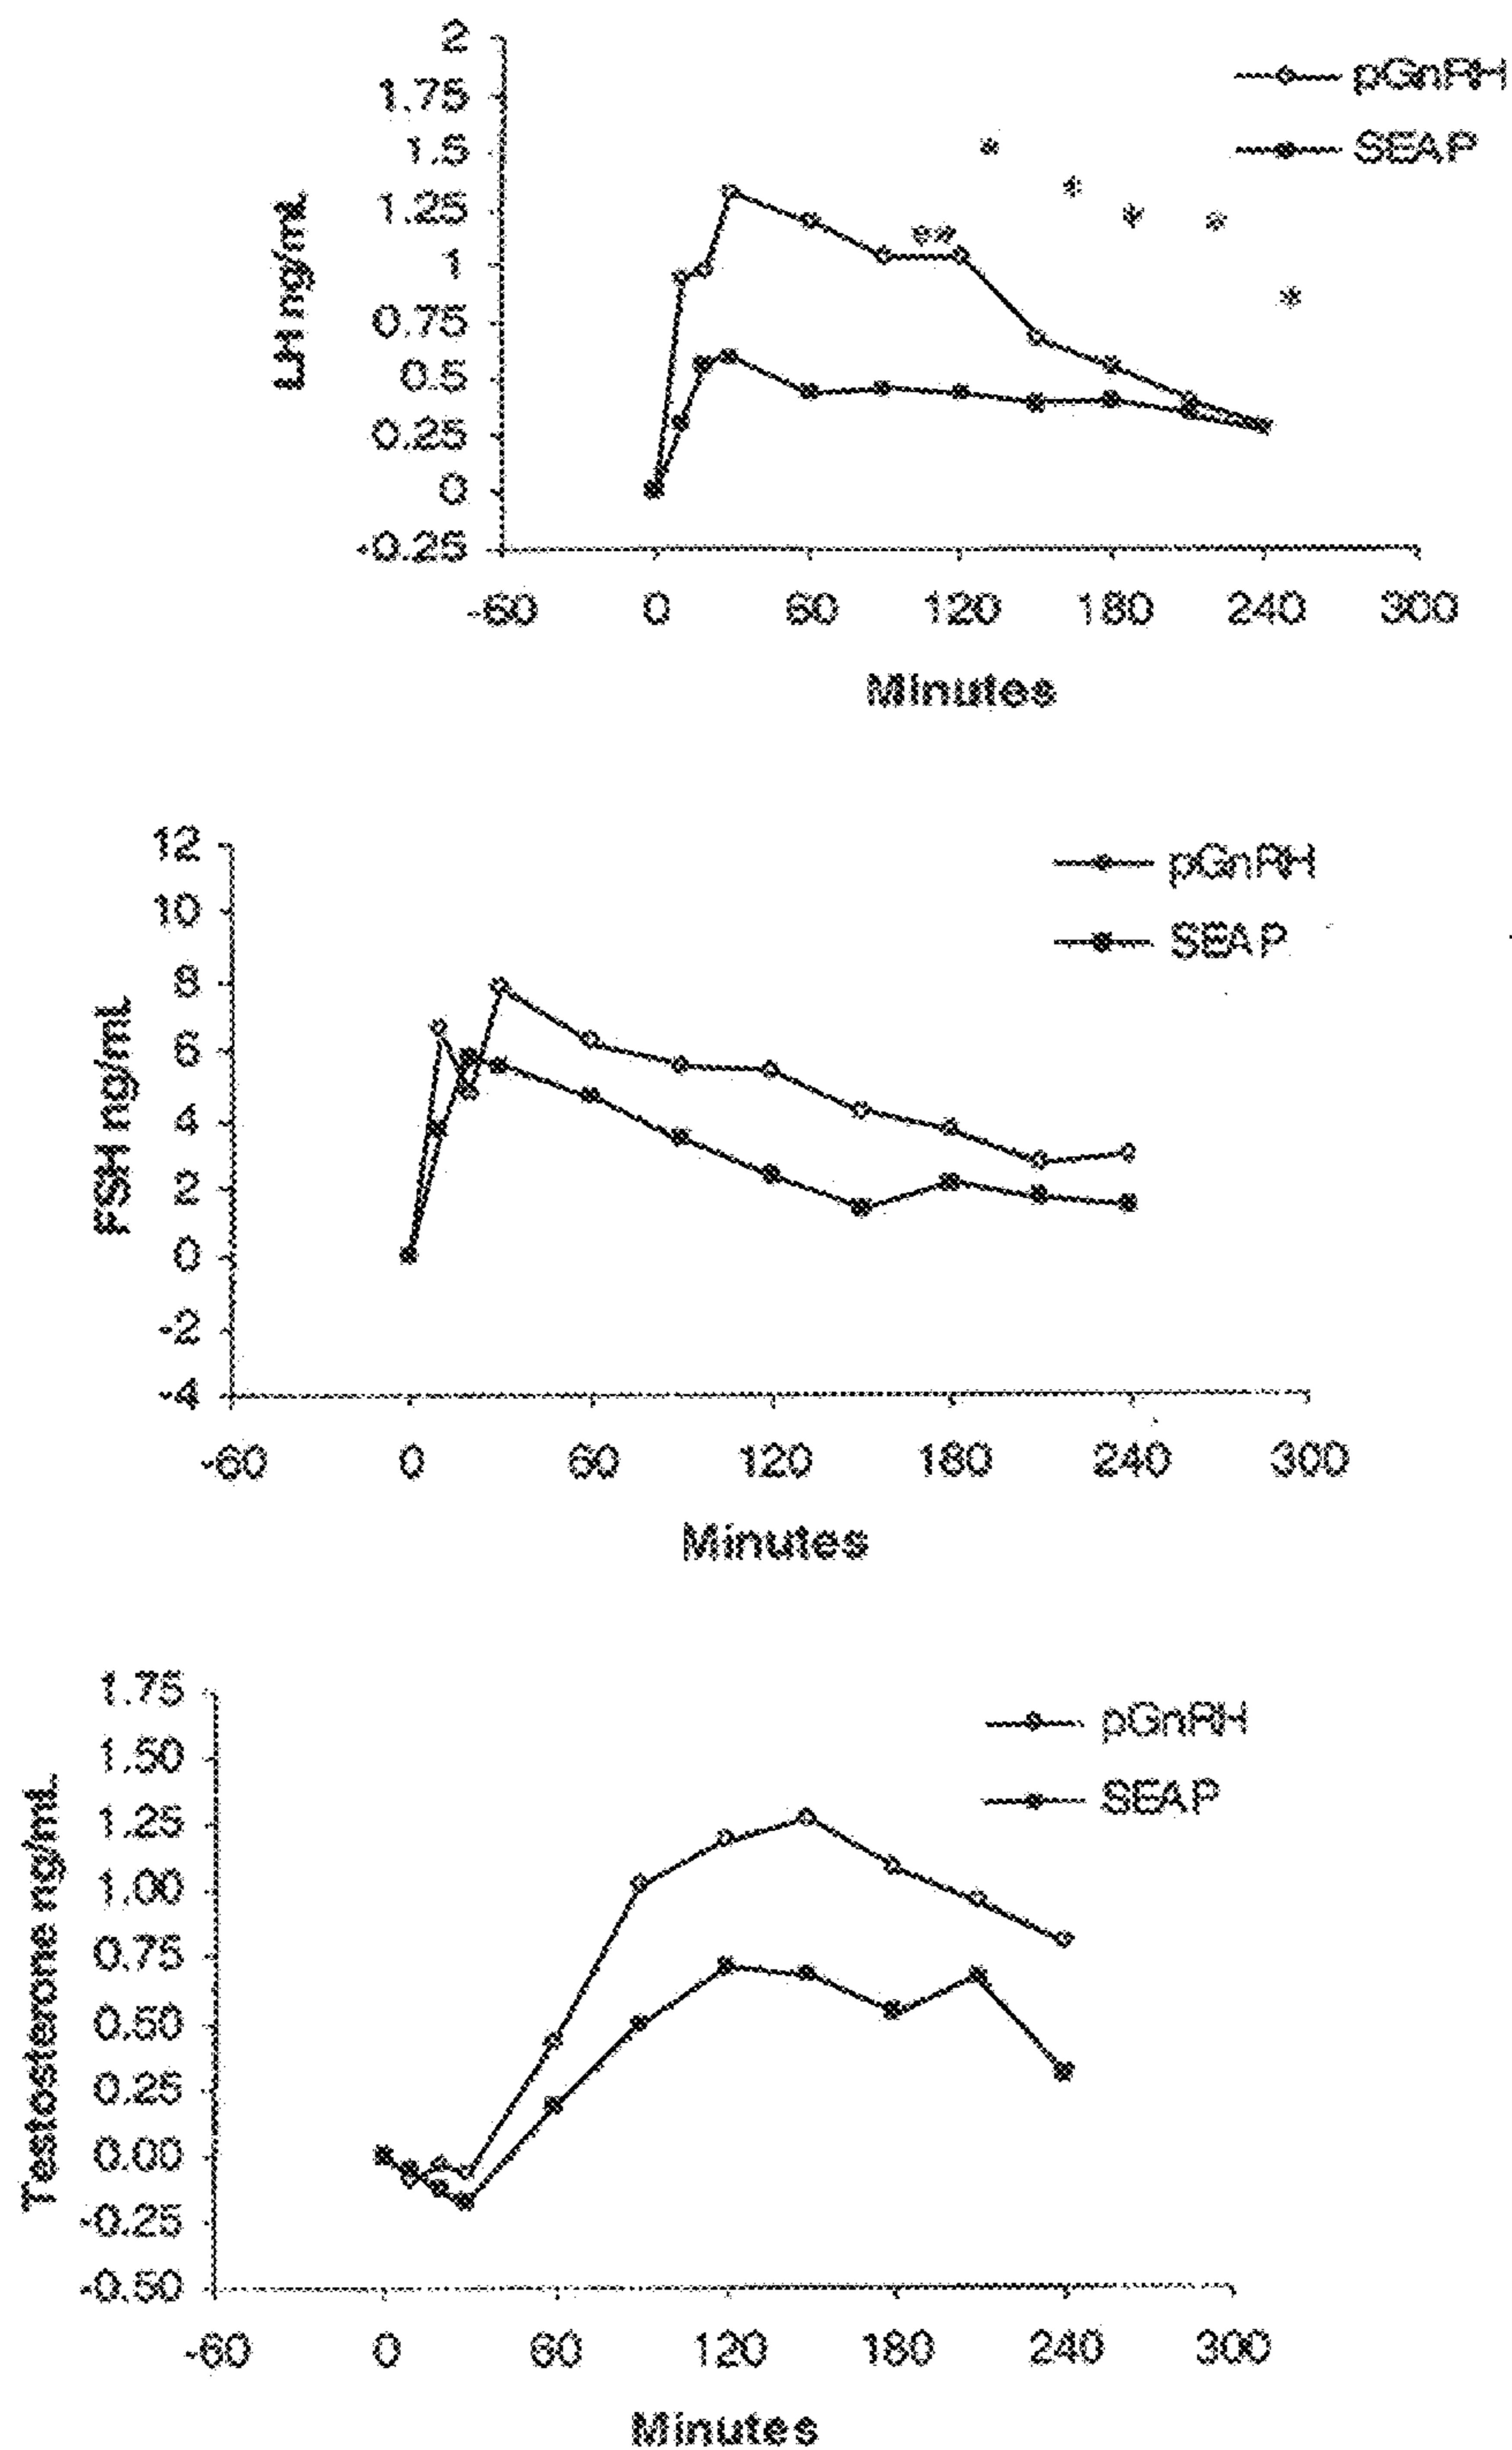 2
1.75
1.5
1.25
1
0.75
0.5
0.25
0
-0.25
LH ng/mL
pGnRH
SEAP
*
*
*
*
**
*
-60 0 60 120 180 240 300
Minutes
12
10
8
6
4
2
0
-2
-4
FSH ng/mL
pGnRH
SEAP
-60 0 60 120 180 240 300
Minutes
1.75
1.50
1.25
1.00
0.75
0.50
0.25
0.00
-0.25
-0.50
Testosterone ng/mL
pGnRH
SEAP
-60 0 60 120 180 240 300
Minutes